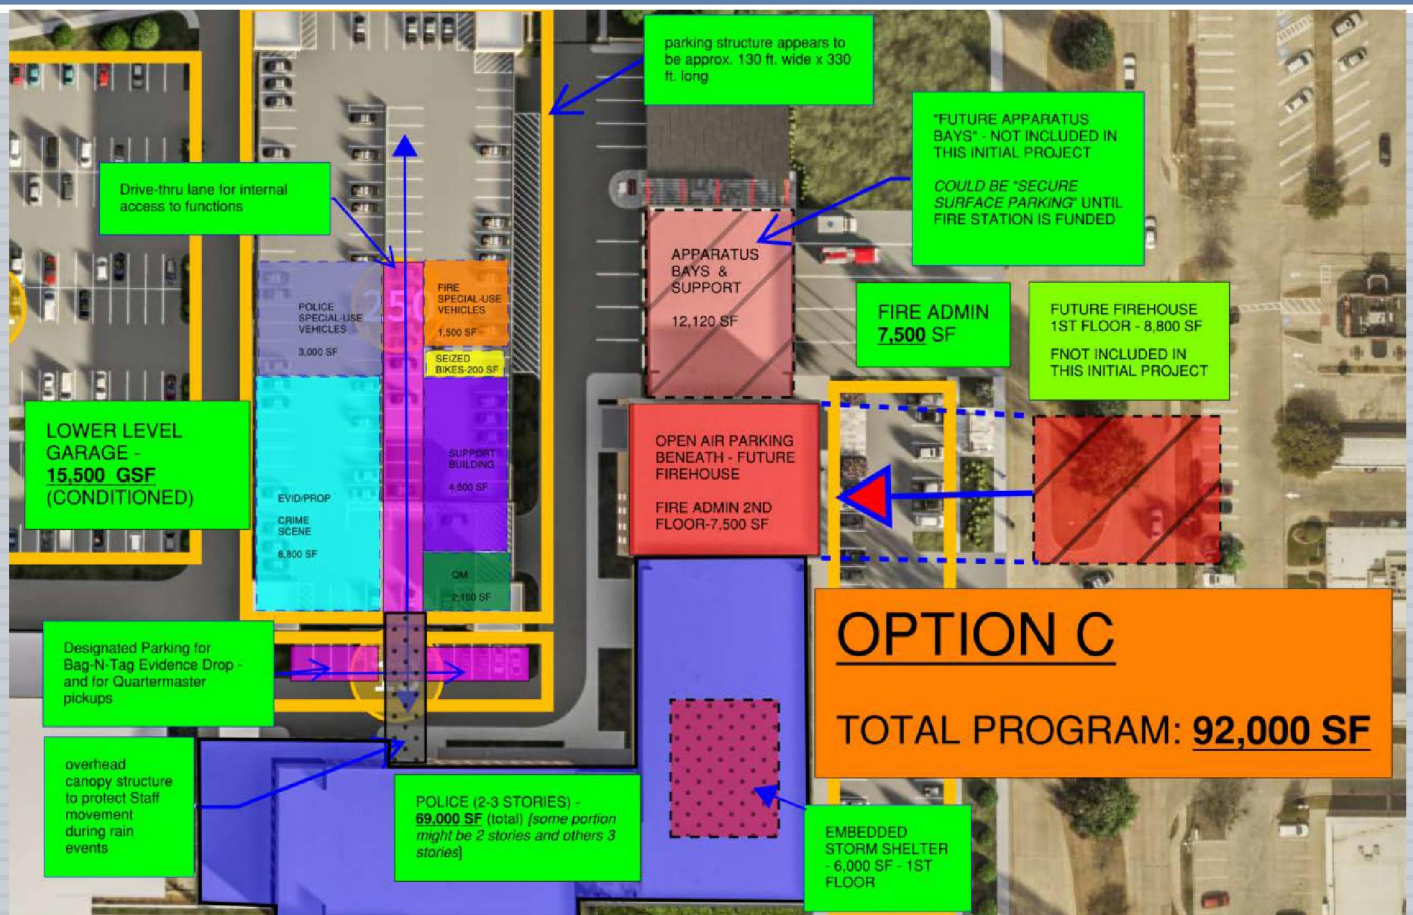 parking structure appears to
be approx. 130 ft. wide x 330
ft. long
"FUTURE APPARATUS
BAYS" - NOT INCLUDED IN
THIS INITIAL PROJECT
COULD BE "SECURE
SURFACE PARKING" UNTIL
FIRE STATION IS FUNDED
Drive-thru lane for internal
access to functions
POLICE
SPECIAL-USE
VEHICLES
3,000 SF
250
FIRE
SPECIAL-USE
VEHICLES
1,500 SF
SEIZED
BIKES-200 SF
APPARATUS
BAYS &
SUPPORT
12,120 SF
FIRE ADMIN
7,500 SF
FUTURE FIREHOUSE
1ST FLOOR - 8,800 SF
FNOT INCLUDED IN
THIS INITIAL PROJECT
LOWER LEVEL
GARAGE -
15,500 GSF
(CONDITIONED)
EVID/PROP
CRIME
SCENE
SF
SUPPORT
BUILDING
SF
QM
2,100 SF
OPEN AIR PARKING
BENEATH - FUTURE
FIREHOUSE
FIRE ADMIN 2ND
FLOOR-7,500 SF
OPTION C
TOTAL PROGRAM: 92,000 SF
Designated Parking for
Bag-N-Tag Evidence Drop -
and for Quartermaster
pickups
overhead
canopy structure
to protect Staff
movement
during rain
events
POLICE (2-3 STORIES) -
69,000 SF (total) [some portion
might be 2 stories and others 3
stories]
EMBEDDED
STORM SHELTER
- 6,000 SF - 1ST
FLOOR